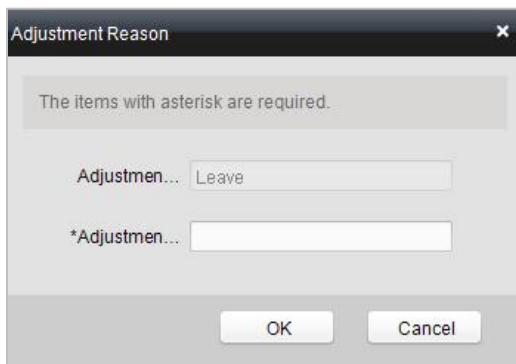 Adjustment Reason
The items with asterisk are required.
Adjustmen... Leave
*Adjustmen...
OK Cancel